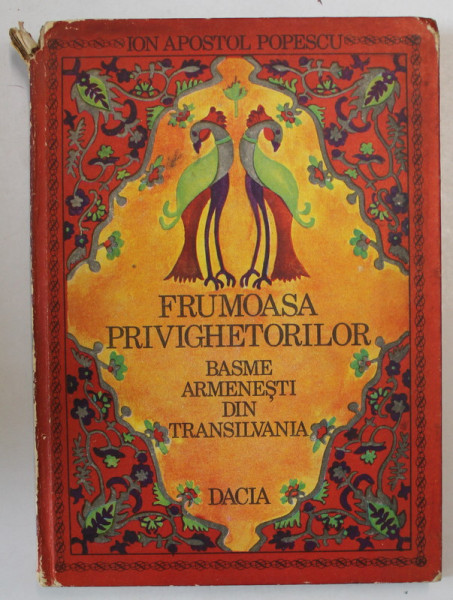 ION APOSTOL POPESCU
FRUMOASA
PRIVIGHETORILOR
BASME
ARMENEȘTI
DIN
TRANSILVANIA
DACIA